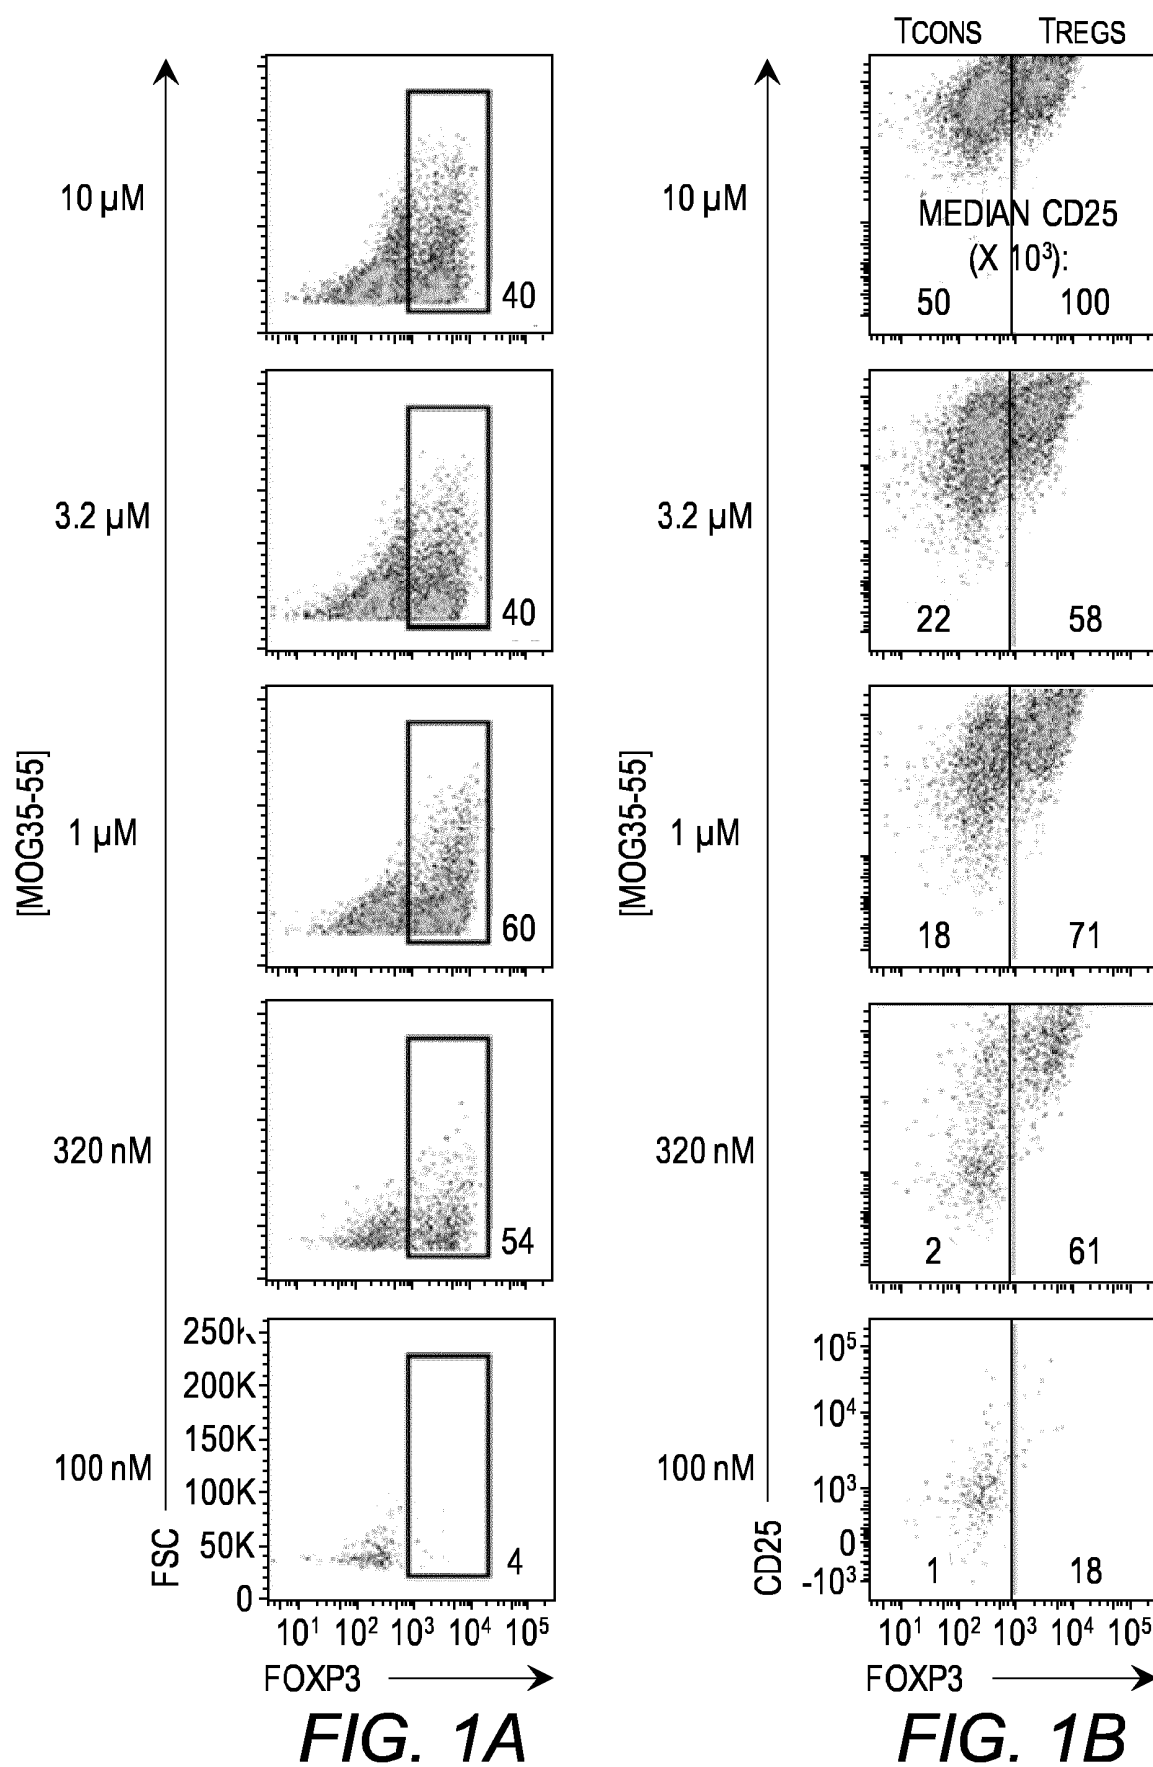 TCONS TREGS
10 µM
40
10 µM
MEDIAN CD25
(X 10³):
50 100
3.2 µM
40
3.2 µM
22 58
[MOG35-55]
1 µM
60
[MOG35-55]
1 µM
18 71
320 nM
54
320 nM
2 61
100 nM
FSC
250K
200K
150K
100K
50K
0
4
10¹ 10² 10³ 10⁴ 10⁵
FOXP3
100 nM
CD25
10⁵
10⁴
10³
0
-10³
1 18
10¹ 10² 10³ 10⁴ 10⁵
FOXP3
FIG. 1A
FIG. 1B